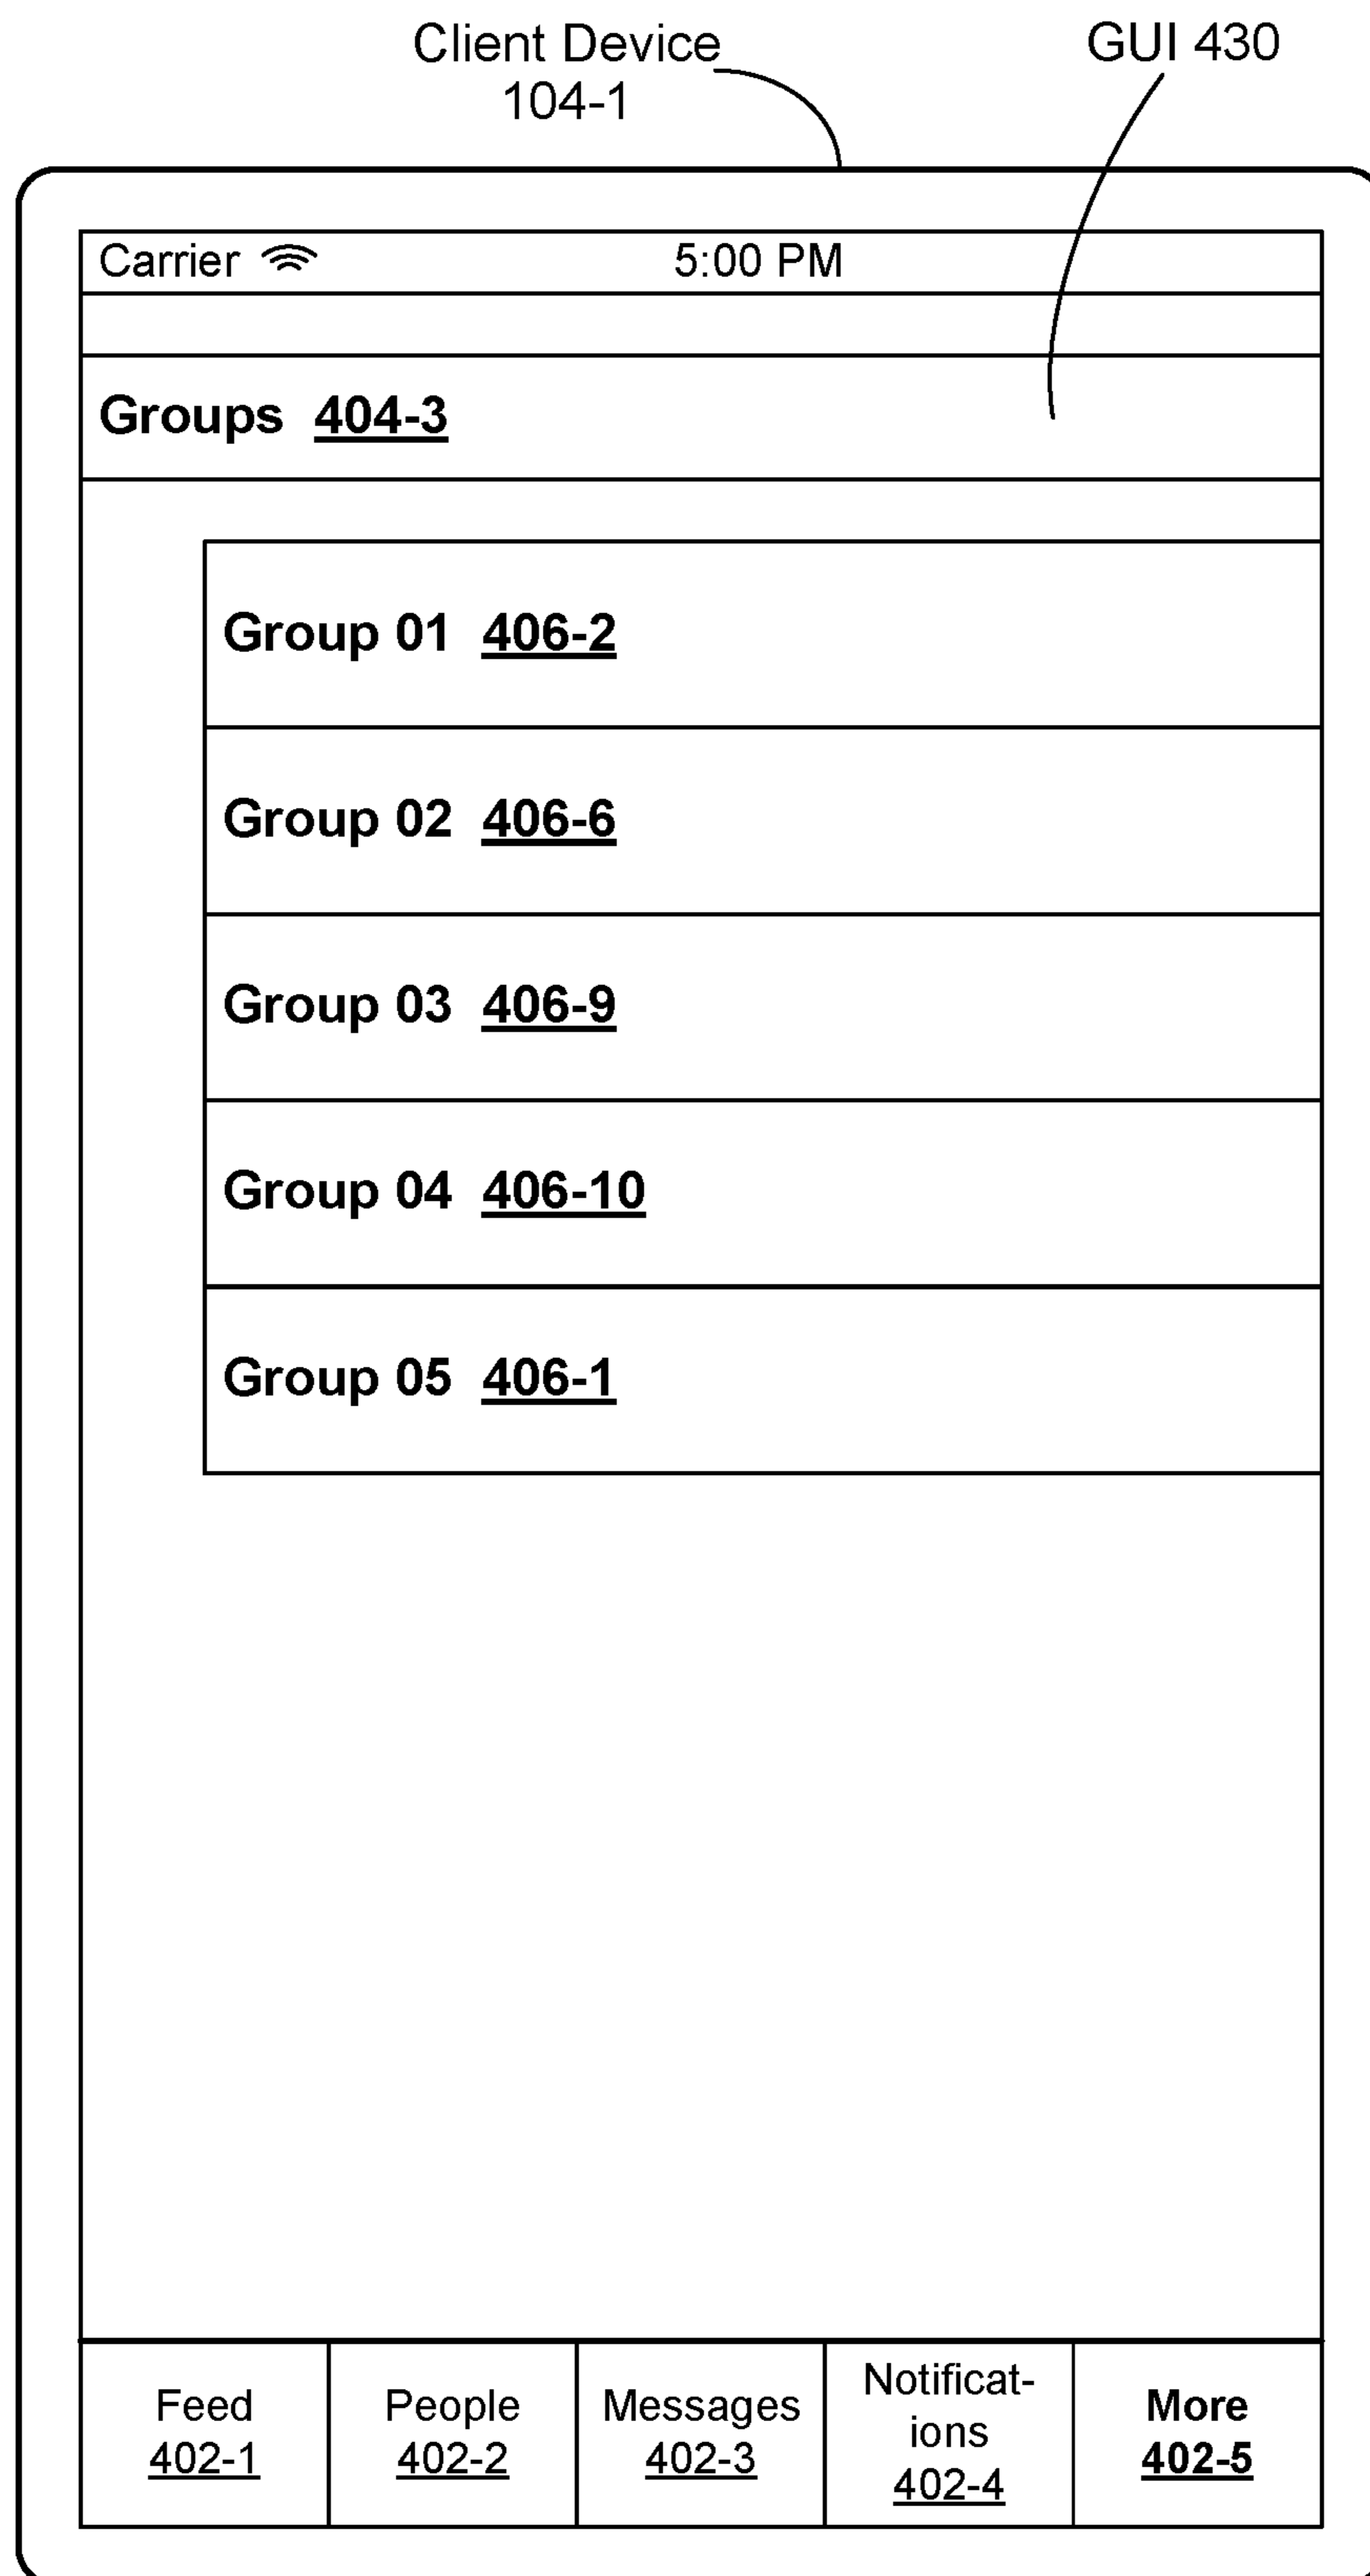 Client Device
104-1
GUI 430
Carrier
5:00 PM
Groups 404-3
Group 01 406-2
Group 02 406-6
Group 03 406-9
Group 04 406-10
Group 05 406-1
Feed
402-1
People
402-2
Messages
402-3
Notificat-
ions
402-4
More
402-5